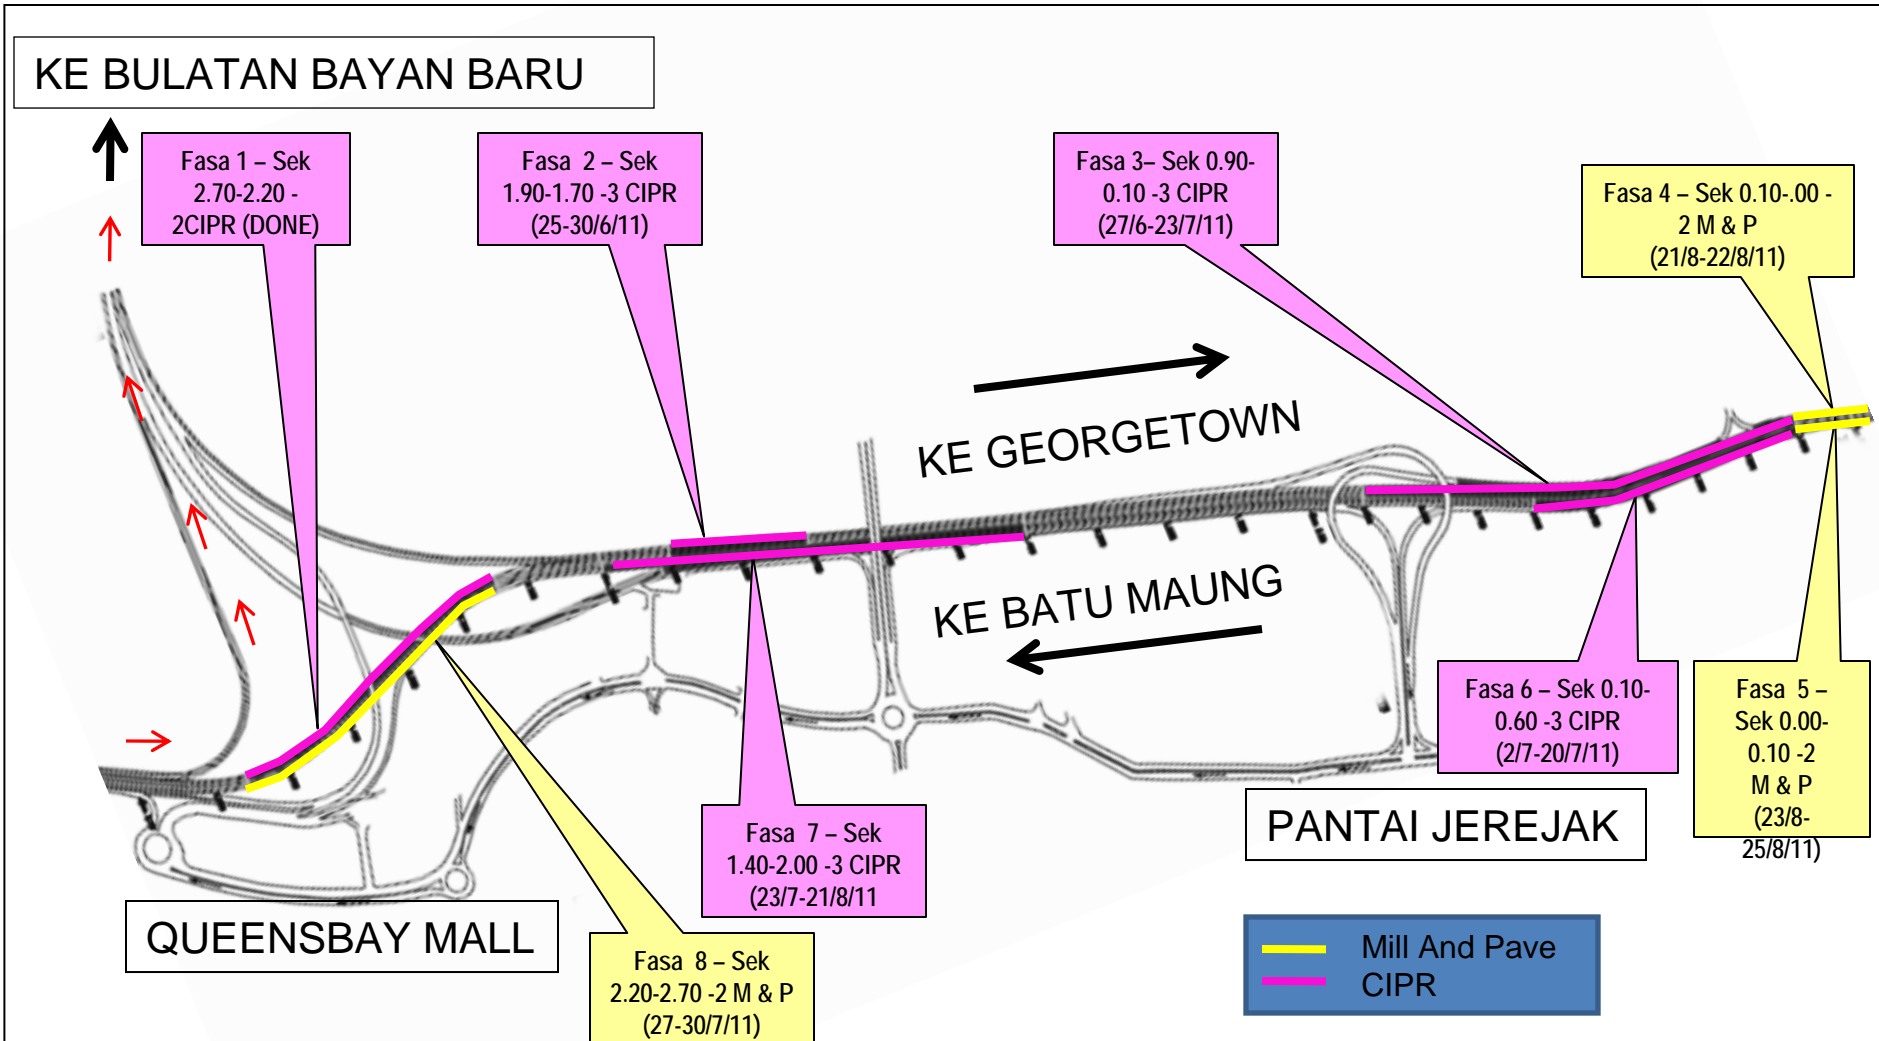 KE BULATAN BAYAN BARU
Fasa 1 – Sek
2.70-2.20 -
2CIPR (DONE)
Fasa 2 – Sek
1.90-1.70 -3 CIPR
(25-30/6/11)
Fasa 3– Sek 0.90-
0.10 -3 CIPR
(27/6-23/7/11)
Fasa 4 – Sek 0.10-.00 -
2 M & P
(21/8-22/8/11)
KE GEORGETOWN
KE BATU MAUNG
Fasa 6 – Sek 0.10-
0.60 -3 CIPR
(2/7-20/7/11)
Fasa 5 –
Sek 0.00-
0.10 -2
M & P
(23/8-
25/8/11)
Fasa 7 – Sek
1.40-2.00 -3 CIPR
(23/7-21/8/11
PANTAI JEREJAK
QUEENSBAY MALL
Fasa 8 – Sek
2.20-2.70 -2 M & P
(27-30/7/11)
Mill And Pave
CIPR